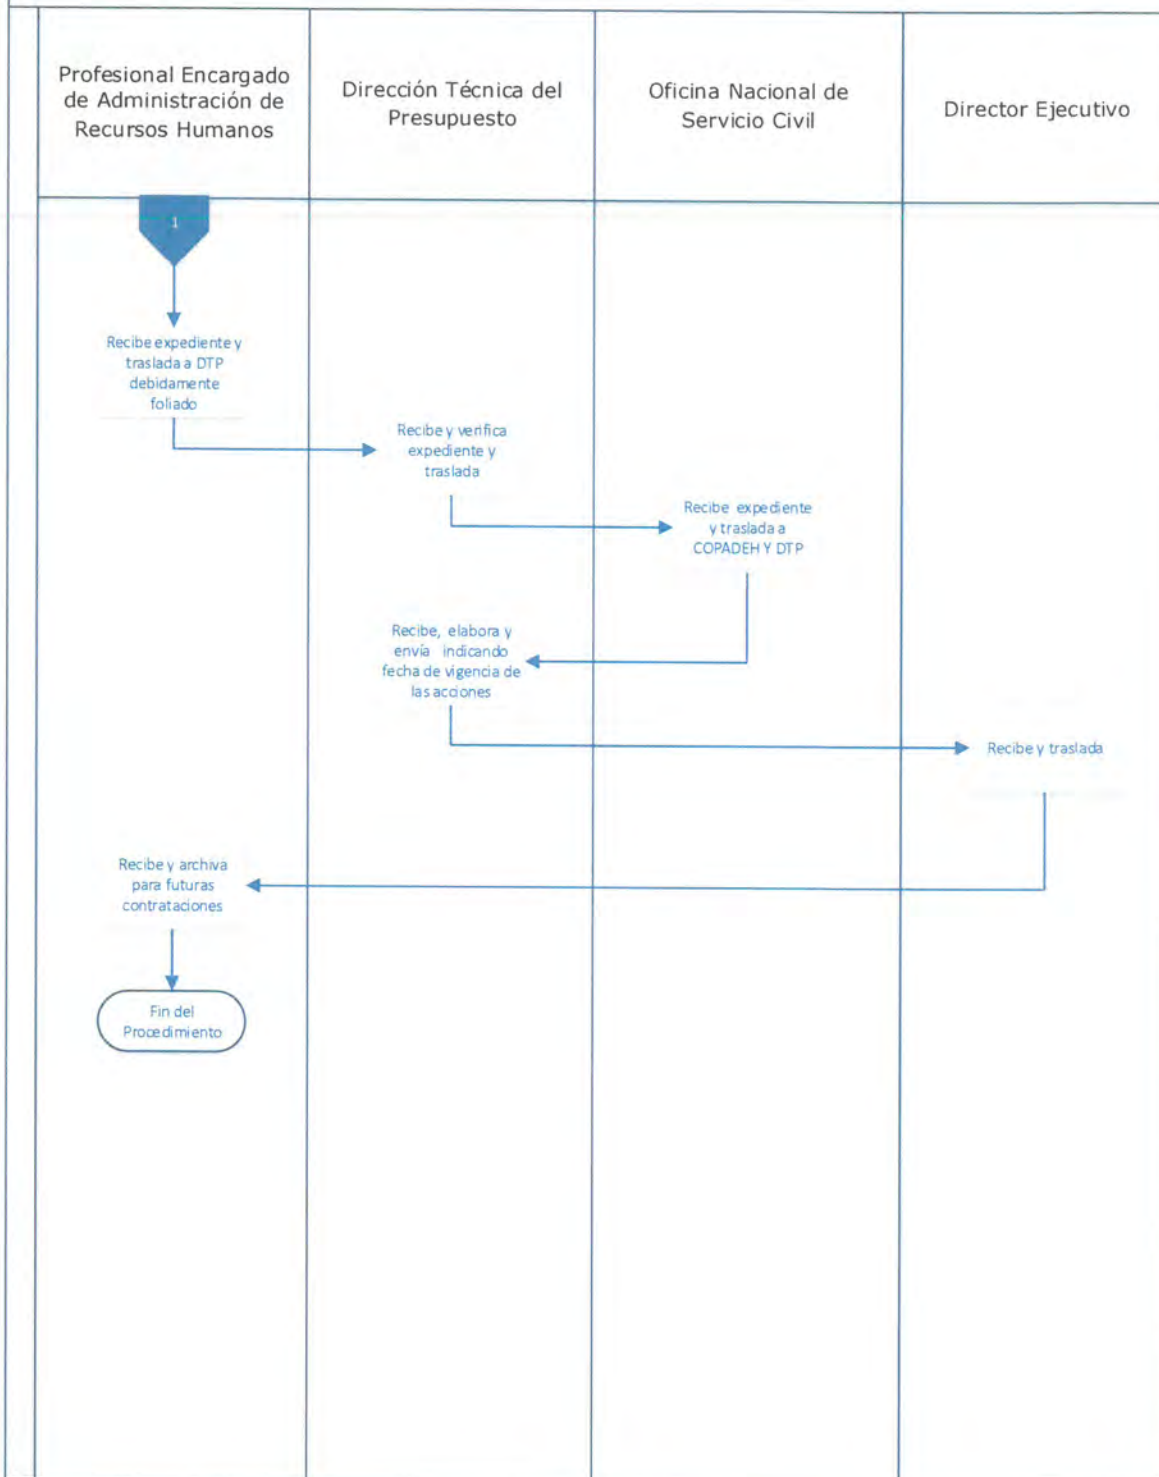 Profesional Encargado
de Administración de
Recursos Humanos
Dirección Técnica del
Presupuesto
Oficina Nacional de
Servicio Civil
Director Ejecutivo
1
Recibe expediente y
traslada a DTP
debidamente
foliado
Recibe y verifica
expediente y
traslada
Recibe expediente
y traslada a
COPADEH Y DTP
Recibe, elabora y
envía indicando
fecha de vigencia de
las acciones
Recibe y traslada
Recibe y archiva
para futuras
contrataciones
Fin del
Procedimiento